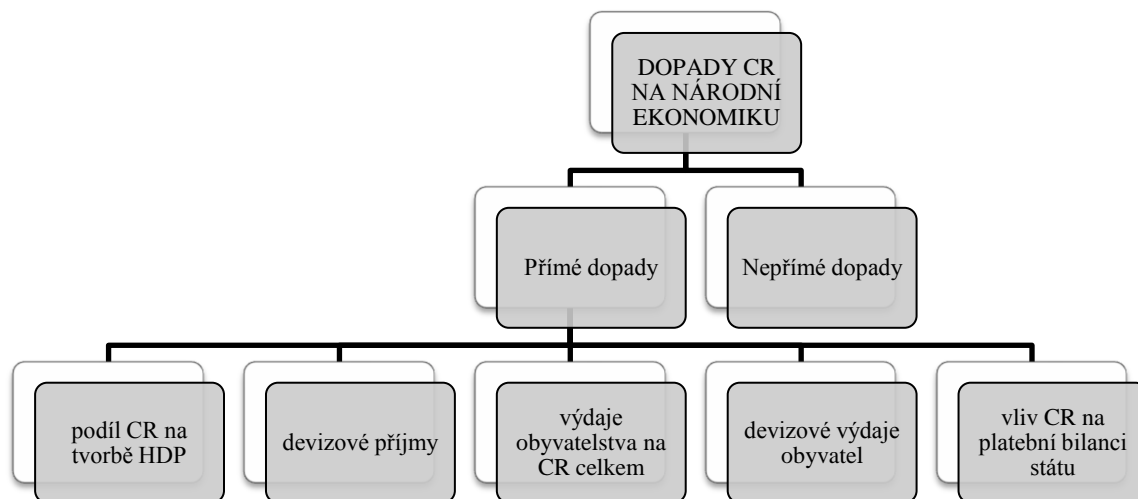 DOPADY CR
NA NÁRODNÍ
EKONOMIKU
Přímé dopady
Nepřímé dopady
podíl CR na
tvorbě HDP
devizové příjmy
výdaje
obyvatelstva na
CR celkem
devizové výdaje
obyvatel
vliv CR na
platební bilanci
státu